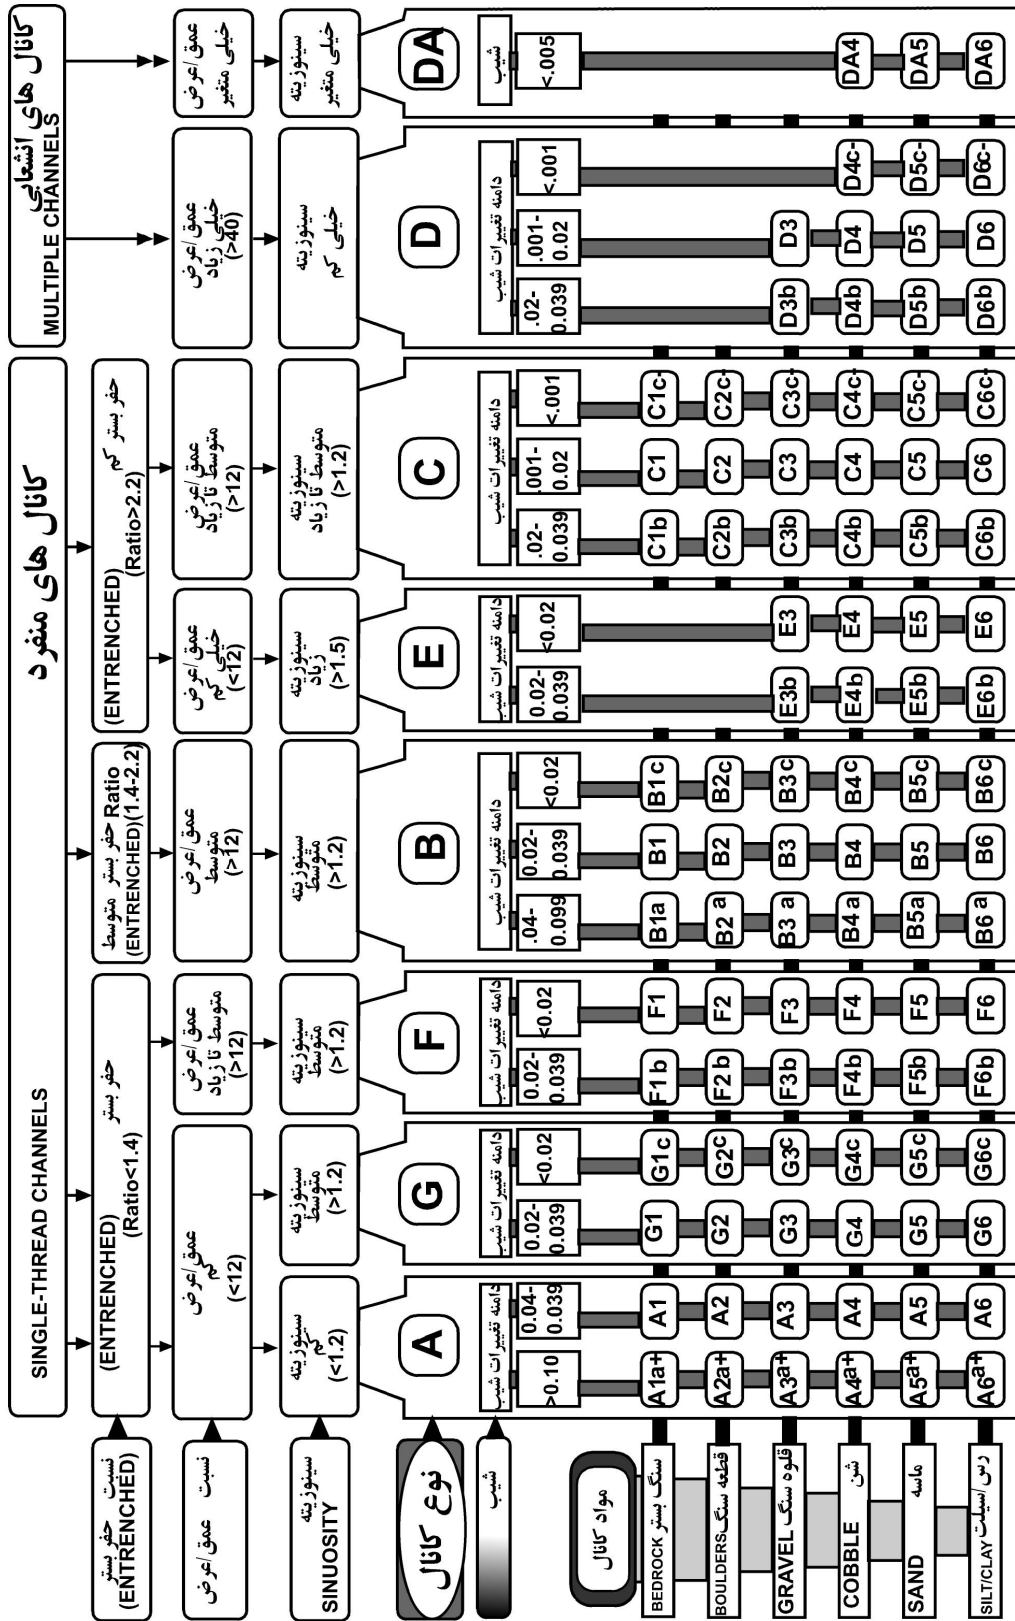 کانال های منفرد
SINGLE-THREAD CHANNELS
کانال های انشعابی
MULTIPLE CHANNELS
نسبت حفر بستر
(ENTRENCHED)
حفر بستر
(ENTRENCHED)
(Ratio<1.4)
حفر بستر متوسط Ratio
(ENTRENCHED)(1.4-2.2)
حفر بستر کم
(ENTRENCHED)
(Ratio>2.2)
نسبت عمق/عرض
عمق/عرض
کم
(<12)
عمق/عرض
متوسط تا زیاد
(>12)
عمق/عرض
متوسط
(>12)
عمق/عرض
خیلی کم
(<12)
عمق/عرض
متوسط تا زیاد
(>12)
عمق/عرض
خیلی زیاد
(>40)
عمق/عرض
خیلی متغیر
سینوزیته
SINUOSITY
سینوزیته
کم
(<1.2)
سینوزیته
متوسط
(>1.2)
سینوزیته
متوسط
(>1.2)
سینوزیته
متوسط
(>1.2)
سینوزیته
زیاد
(>1.5)
سینوزیته
متوسط تا زیاد
(>1.2)
سینوزیته
خیلی کم
سینوزیته
خیلی متغیر
نوع کانال
A
G
F
B
E
C
D
DA
شیب
دامنه تغییرات شیب
دامنه تغییرات شیب
دامنه تغییرات شیب
دامنه تغییرات شیب
دامنه تغییرات شیب
دامنه تغییرات شیب
دامنه تغییرات شیب
شیب
>0.10
0.04-
0.039
0.02-
0.039
<0.02
0.02-
0.039
<0.02
.04-
0.099
0.02-
0.039
<0.02
0.02-
0.039
<0.02
.02-
0.039
.001-
0.02
<.001
.02-
0.039
.001-
0.02
<.001
<.005
مواد کانال
BEDROCK سنگ بستر
A1a+ A1 G1 G1c F1b F1 B1a B1 B1c C1b C1 C1c-
BOULDERS قطعه سنگ
A2a+ A2 G2 G2c F2b F2 B2a B2 B2c C2b C2 C2c-
GRAVEL قلوه سنگ
A3a+ A3 G3 G3c F3b F3 B3a B3 B3c E3b E3 C3b C3 C3c- D3b D3
COBBLE شن
A4a+ A4 G4 G4c F4b F4 B4a B4 B4c E4b E4 C4b C4 C4c- D4b D4 D4c- DA4
SAND ماسه
A5a+ A5 G5 G5c F5b F5 B5a B5 B5c E5b E5 C5b C5 C5c- D5b D5 D5c- DA5
SILT/CLAY رس/سیلت
A6a+ A6 G6 G6c F6b F6 B6a B6 B6c E6b E6 C6b C6 C6c- D6b D6 D6c- DA6